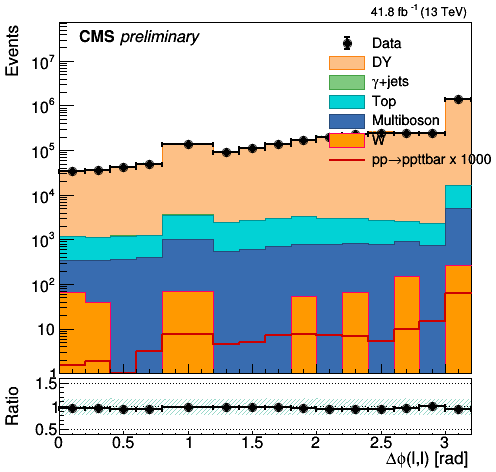 41.8 fb⁻¹ (13 TeV)
CMS preliminary
Events
10⁷
10⁶
10⁵
10⁴
10³
10²
10
1
Data
DY
γ+jets
Top
Multiboson
W
pp→ppttbar x 1000
Ratio
1.5
1
0.5
0 0.5 1 1.5 2 2.5 3
Δϕ(l,l) [rad]